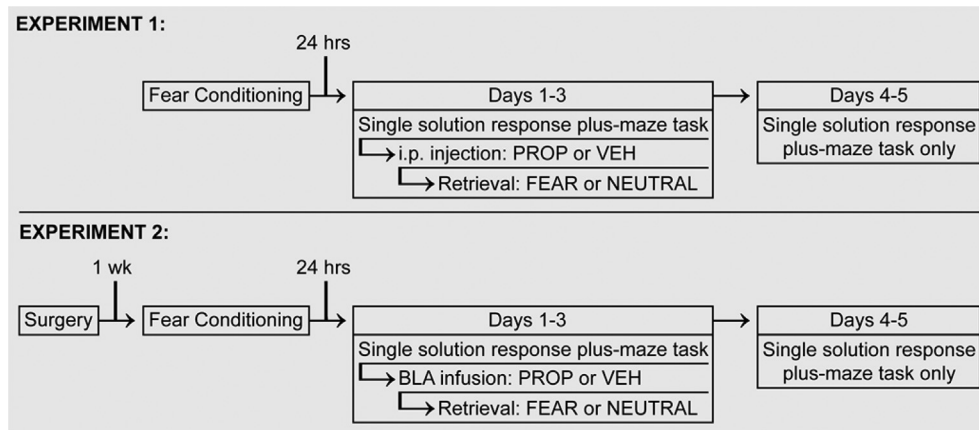 EXPERIMENT 1:
24 hrs
Fear Conditioning
Days 1-3
Single solution response plus-maze task
i.p. injection: PROP or VEH
Retrieval: FEAR or NEUTRAL
Days 4-5
Single solution response
plus-maze task only
EXPERIMENT 2:
1 wk
24 hrs
Surgery
Fear Conditioning
Days 1-3
Single solution response plus-maze task
BLA infusion: PROP or VEH
Retrieval: FEAR or NEUTRAL
Days 4-5
Single solution response
plus-maze task only